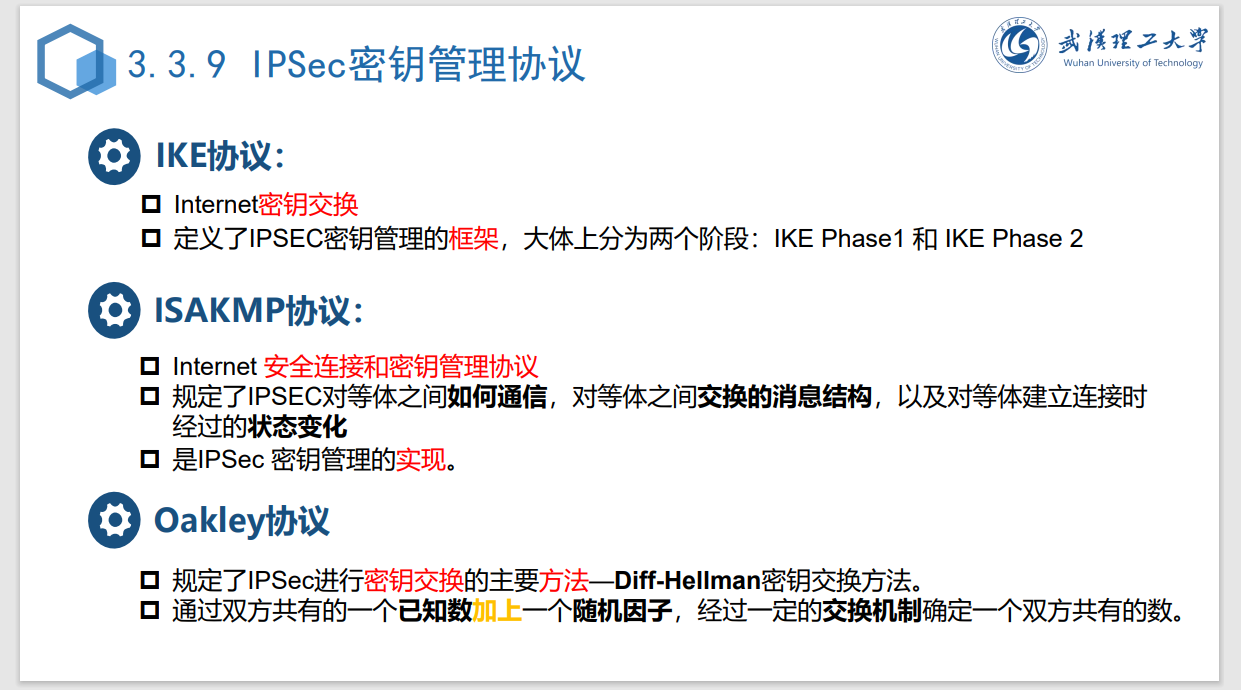 3.3.9 IPSec密钥管理协议
武汉理工大学
Wuhan University of Technology
IKE协议：
Internet密钥交换
定义了IPSEC密钥管理的框架，大体上分为两个阶段：IKE Phase1 和 IKE Phase 2
ISAKMP协议：
Internet 安全连接和密钥管理协议
规定了IPSEC对等体之间如何通信，对等体之间交换的消息结构，以及对等体建立连接时
经过的状态变化
是IPSec 密钥管理的实现。
Oakley协议
规定了IPSec进行密钥交换的主要方法—Diff-Hellman密钥交换方法。
通过双方共有的一个已知数加上一个随机因子，经过一定的交换机制确定一个双方共有的数。